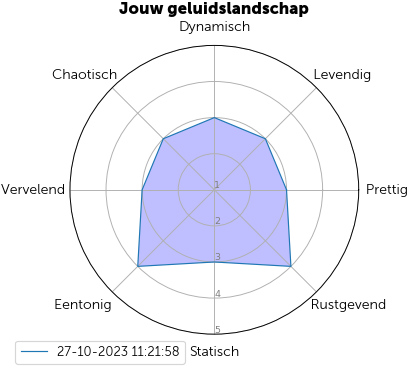 Jouw geluidslandschap
Dynamisch
Chaotisch
Levendig
Vervelend
Prettig
1
2
3
4
5
Eentonig
Rustgevend
Statisch
27-10-2023 11:21:58